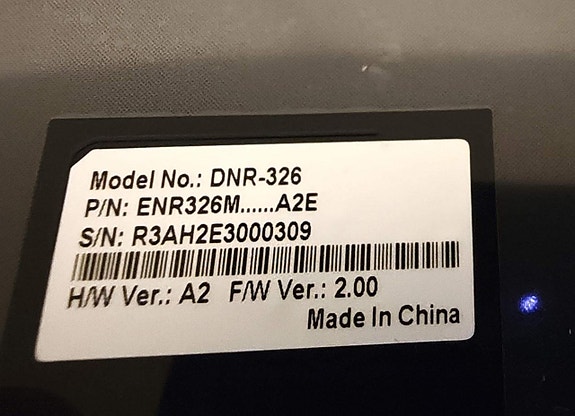 Model No.: DNR-326
P/N: ENR326M......A2E
S/N: R3AH2E3000309
H/W Ver.: A2 F/W Ver.: 2.00
Made In China